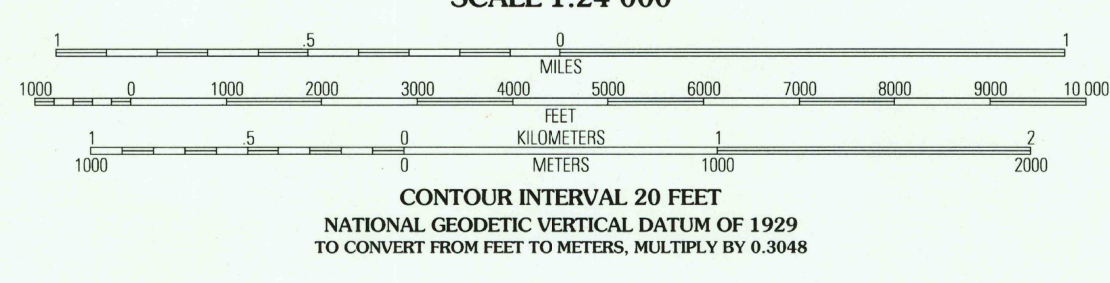 SCALE 1:24 000
1 .5 0 1
MILES
1000 0 1000 2000 3000 4000 5000 6000 7000 8000 9000 10 000
FEET
1 .5 0 KILOMETERS 1 2
1000 0 METERS 1000 2000
CONTOUR INTERVAL 20 FEET
NATIONAL GEODETIC VERTICAL DATUM OF 1929
TO CONVERT FROM FEET TO METERS, MULTIPLY BY 0.3048